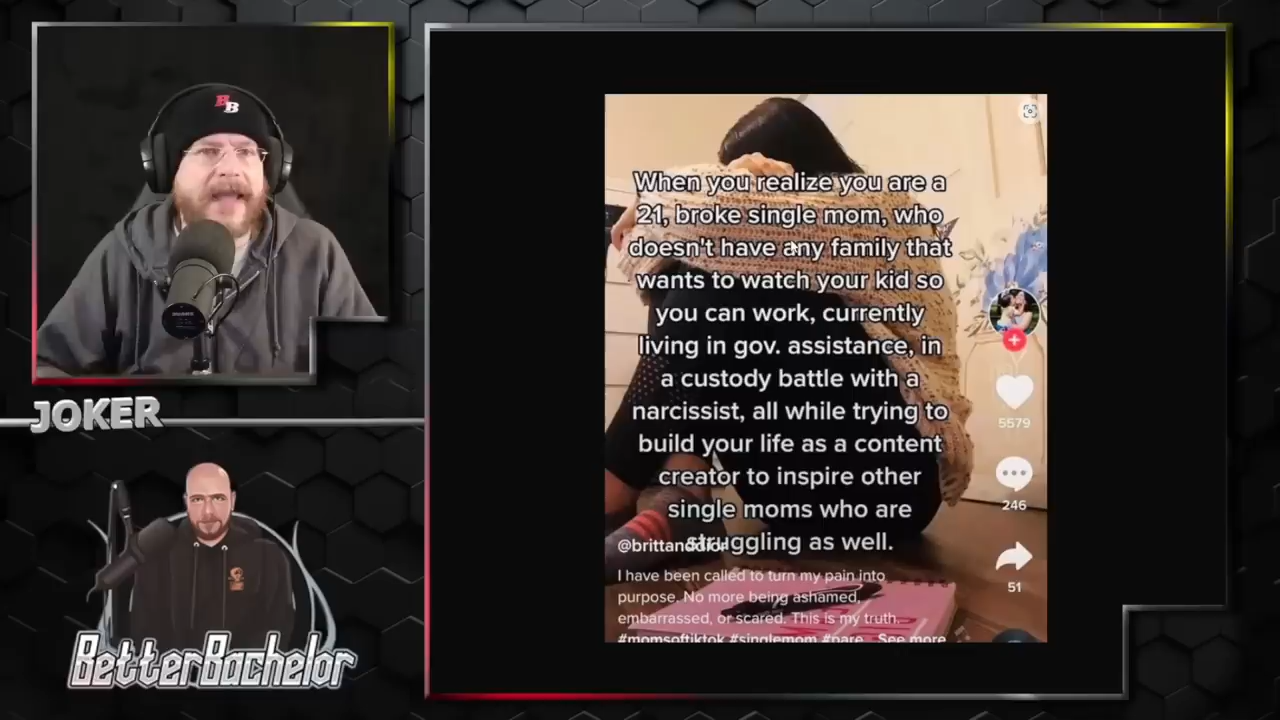 BB
JOKER
BetterBachelor
When you realize you are a
21, broke single mom, who
doesn't have any family that
wants to watch your kid so
you can work, currently
living in gov. assistance, in
a custody battle with a
narcissist, all while trying to
build your life as a content
creator to inspire other
single moms who are
struggling as well.
5579
246
51
I have been called to turn my pain into
purpose. No more being ashamed,
embarrassed, or scared. This is my truth.
#momsoftiktok #singlemom #pare... See more